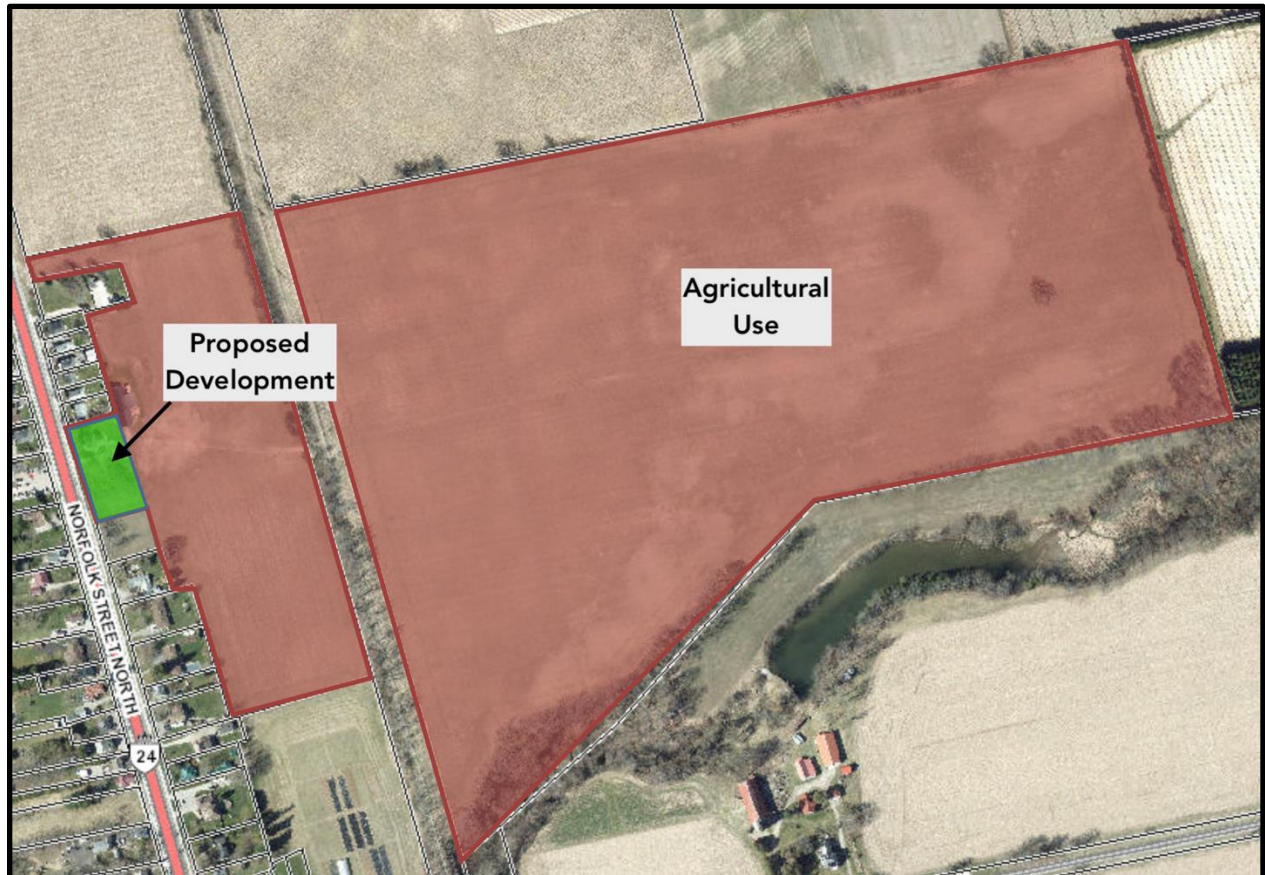 Agricultural
Use
Proposed
Development
NORFOLK STREET NORTH
24